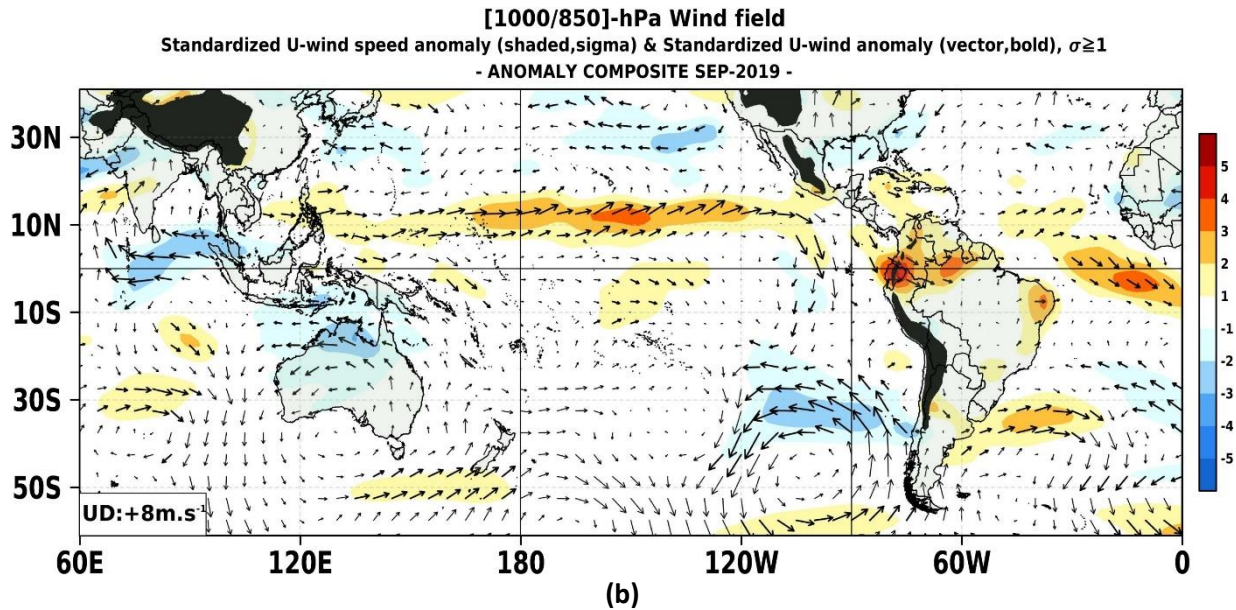 [1000/850]-hPa Wind field
Standardized U-wind speed anomaly (shaded,sigma) & Standardized U-wind anomaly (vector,bold), σ≧1
- ANOMALY COMPOSITE SEP-2019 -
30N
10N
10S
30S
50S
UD:+8m.s⁻¹
60E 120E 180 120W 60W 0
5
4
3
2
1
-1
-2
-3
-4
-5
(b)